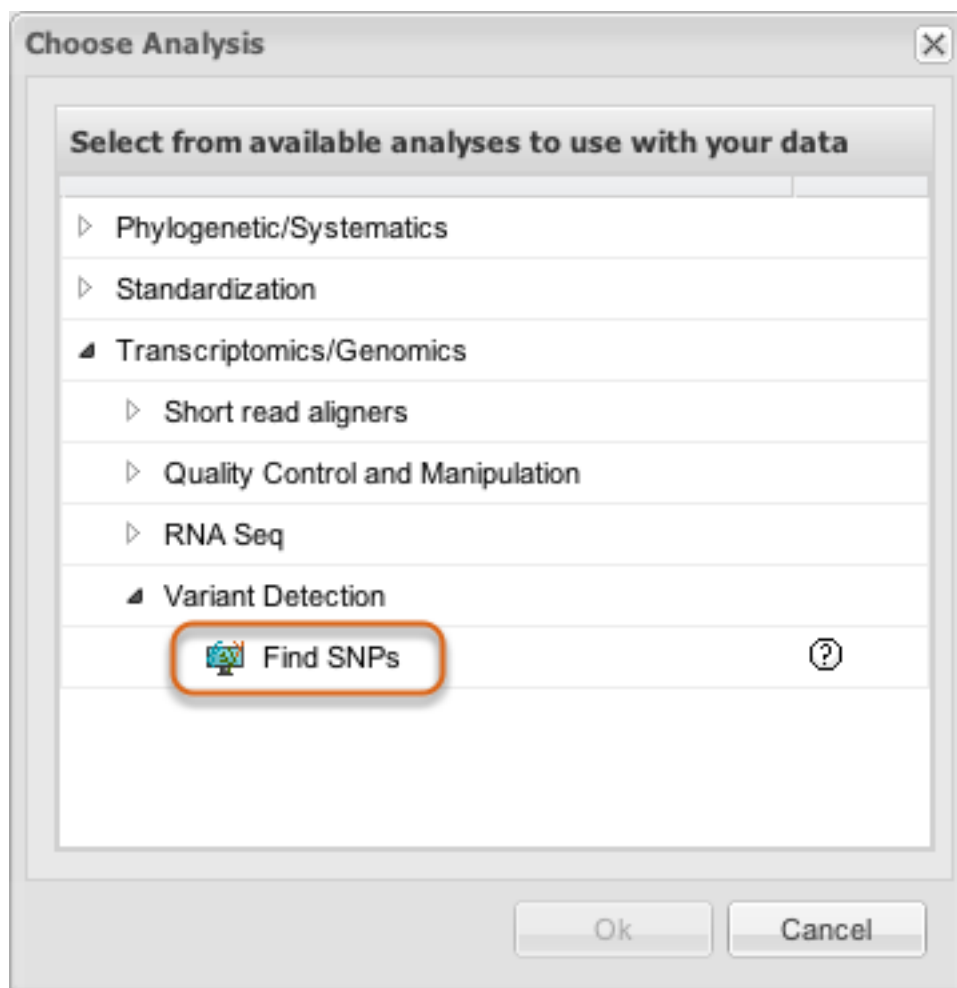 Choose Analysis
Select from available analyses to use with your data
Phylogenetic/Systematics
Standardization
Transcriptomics/Genomics
Short read aligners
Quality Control and Manipulation
RNA Seq
Variant Detection
Find SNPs ?
Ok Cancel